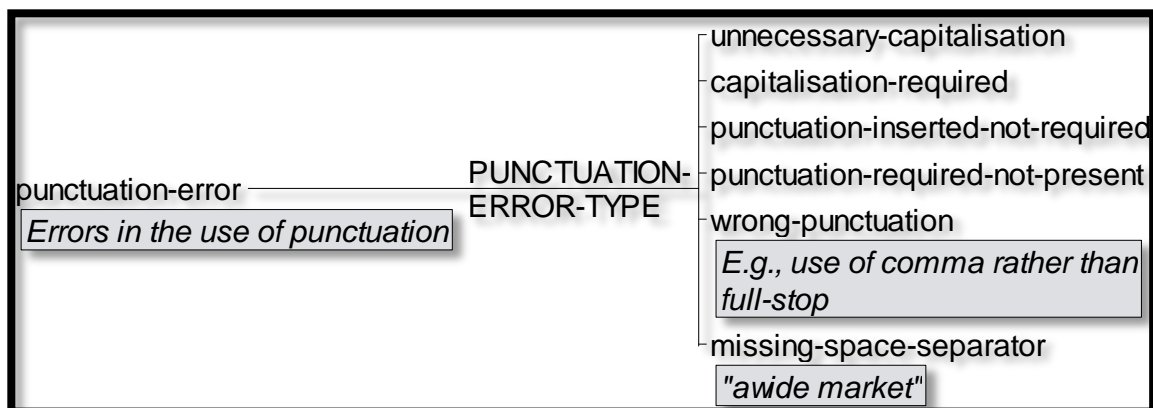 punctuation-error
Errors in the use of punctuation
PUNCTUATION-
ERROR-TYPE
unnecessary-capitalisation
capitalisation-required
punctuation-inserted-not-required
punctuation-required-not-present
wrong-punctuation
E.g., use of comma rather than
full-stop
missing-space-separator
"awide market"